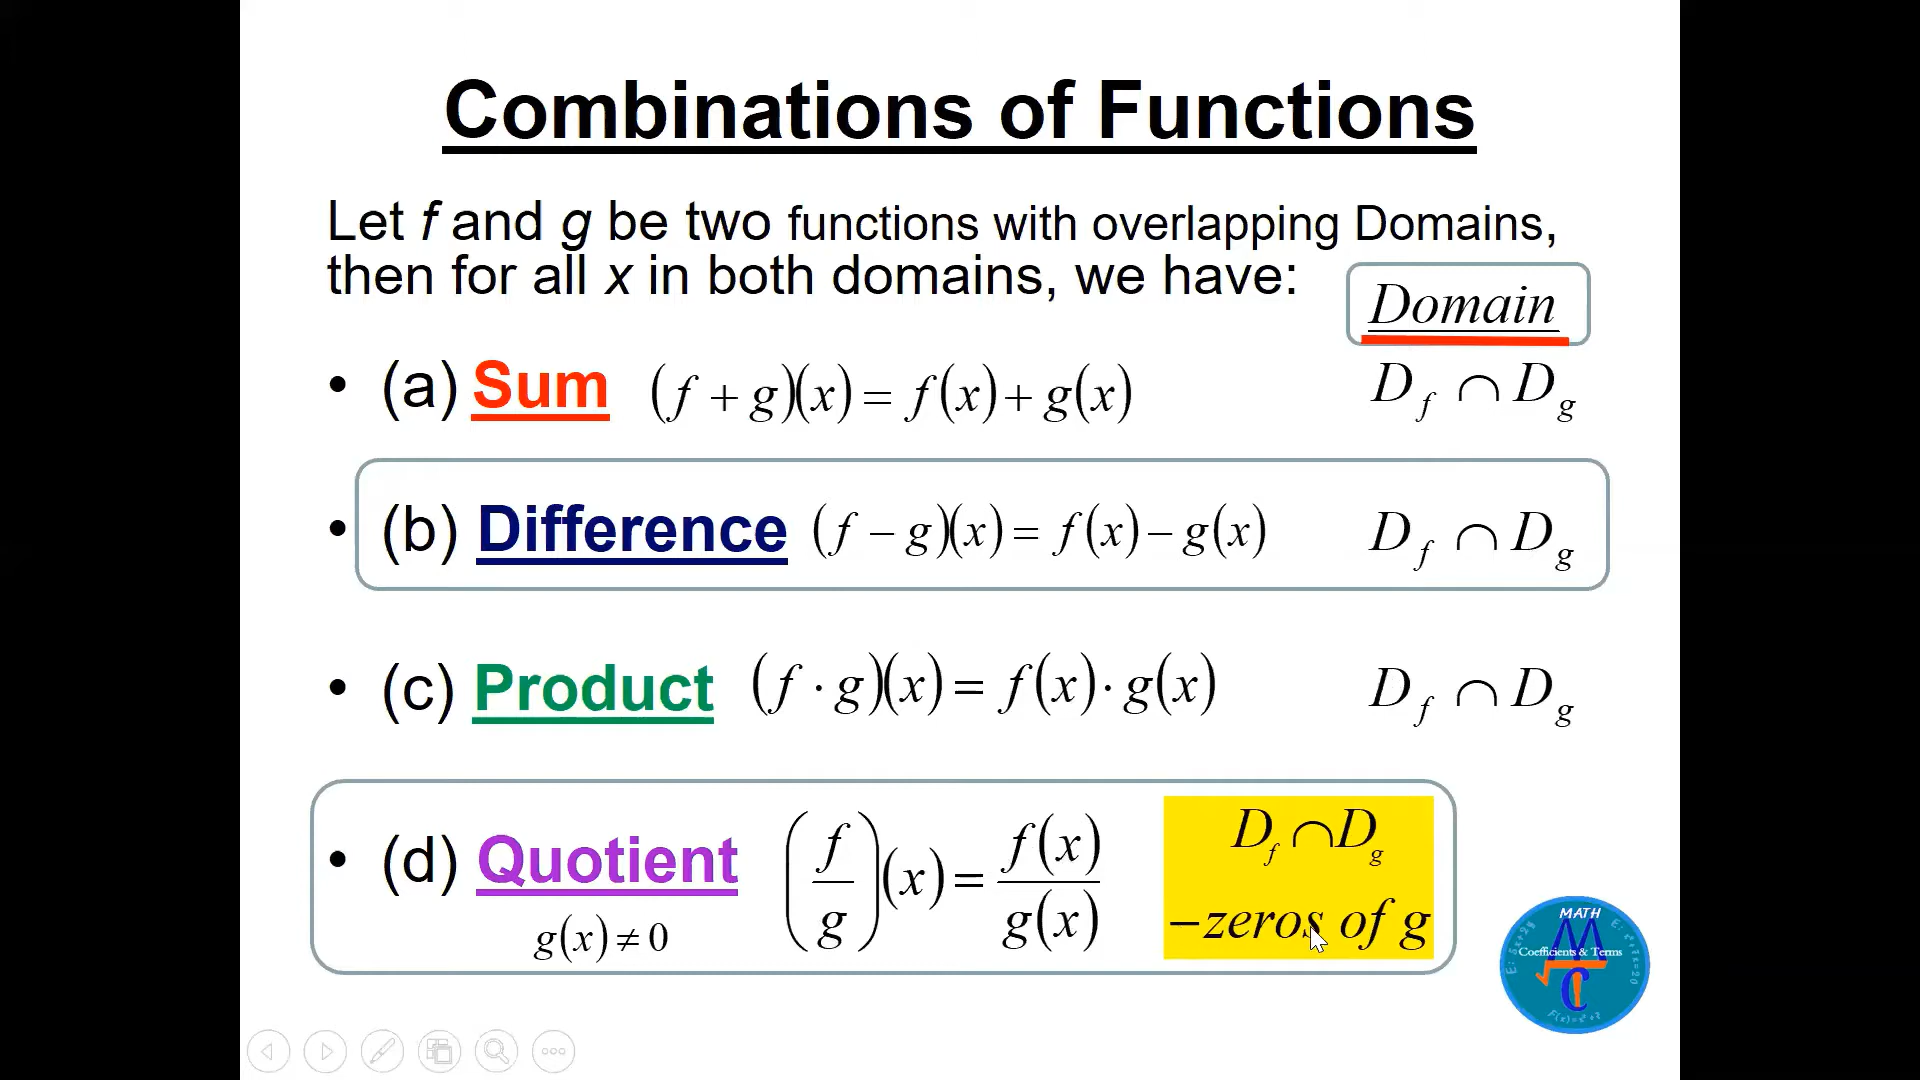 Combinations of Functions
Let f and g be two functions with overlapping Domains,
then for all x in both domains, we have:
Domain
• (a) Sum (f + g)(x) = f(x) + g(x) D_f ∩ D_g
• (b) Difference (f − g)(x) = f(x) − g(x) D_f ∩ D_g
• (c) Product (f · g)(x) = f(x) · g(x) D_f ∩ D_g
• (d) Quotient (f/g)(x) = f(x)/g(x) D_f ∩ D_g
g(x) ≠ 0 −zeros of g
MATH
Coefficients & Terms